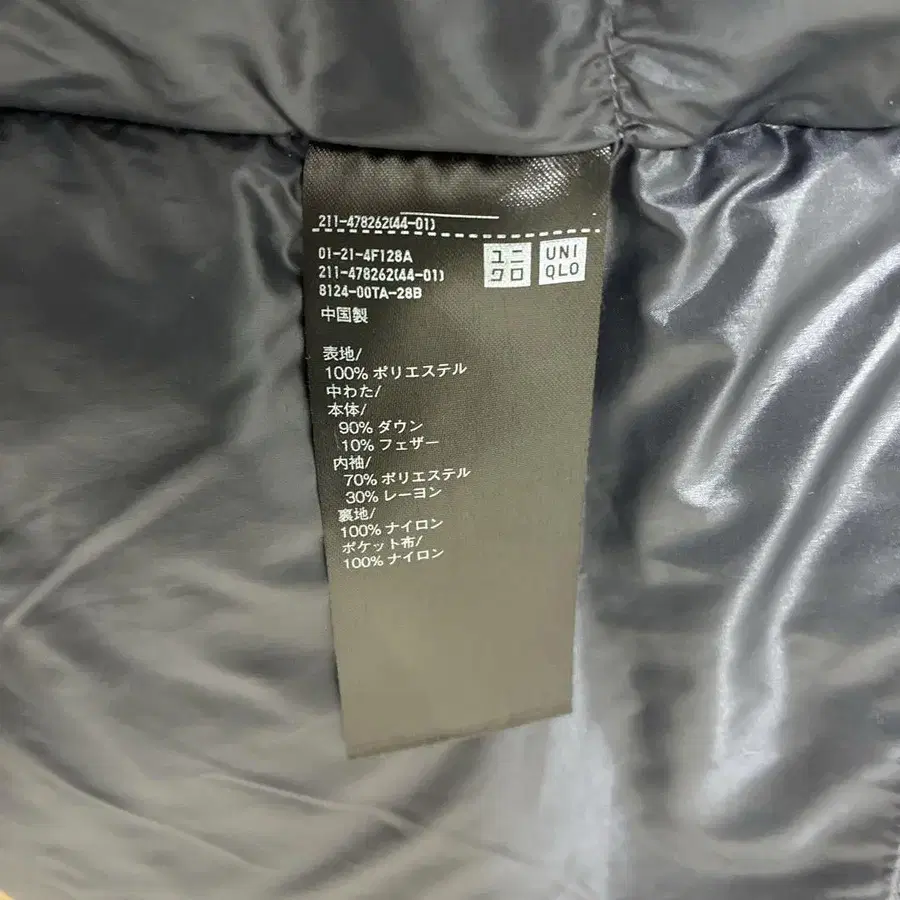 211-478262(44-01)
01-21-4F128A
211-478262(44-01)
8124-00TA-28B
ユニ
クロ
UNI
QLO
中国製
表地/
100% ポリエステル
中わた/
本体/
90% ダウン
10% フェザー
内袖/
70% ポリエステル
30% レーヨン
裏地/
100% ナイロン
ポケット布/
100% ナイロン